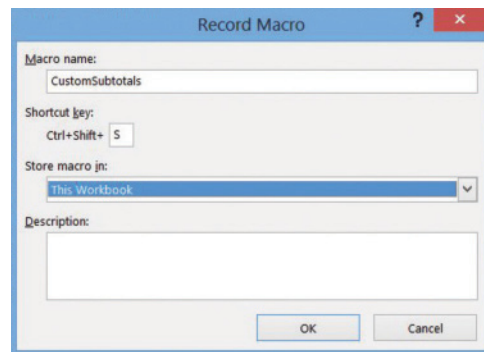 Record Macro ? ×
Macro name:
CustomSubtotals
Shortcut key:
Ctrl+Shift+ S
Store macro in:
This Workbook
Description:
OK Cancel